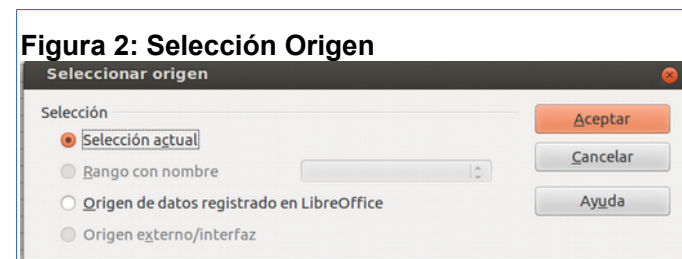 Figura 2: Selección Origen
Seleccionar origen
Selección
Selección actual
Rango con nombre
Origen de datos registrado en LibreOffice
Origen externo/interfaz
Aceptar
Cancelar
Ayuda